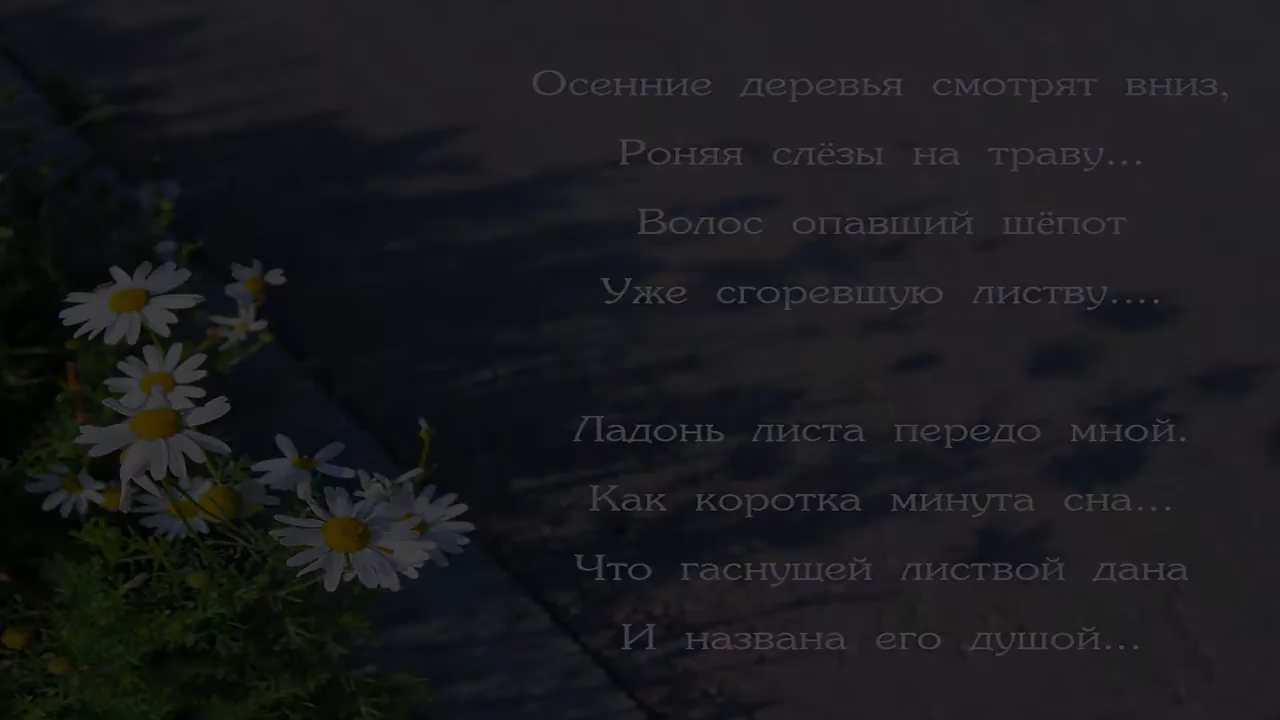 Осенние деревья смотрят вниз,
Роняя слёзы на траву...
Волос опавший шёпот
Уже сгоревшую листву....
Ладонь листа передо мной.
Как коротка минута сна...
Что гаснущей листвой дана
И названа его душой...